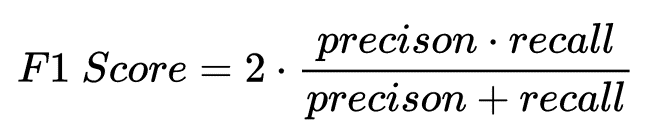 F1 Score = 2 · precison · recall
precison + recall